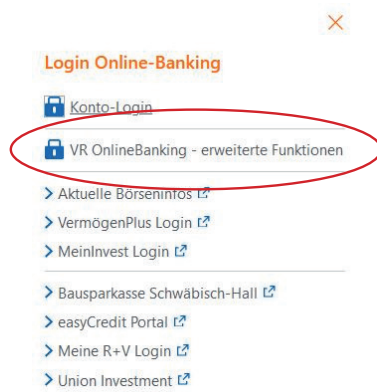 Login Online-Banking
Konto-Login
VR OnlineBanking - erweiterte Funktionen
Aktuelle Börseninfos
VermögenPlus Login
MeinInvest Login
Bausparkasse Schwäbisch-Hall
easyCredit Portal
Meine R+V Login
Union Investment